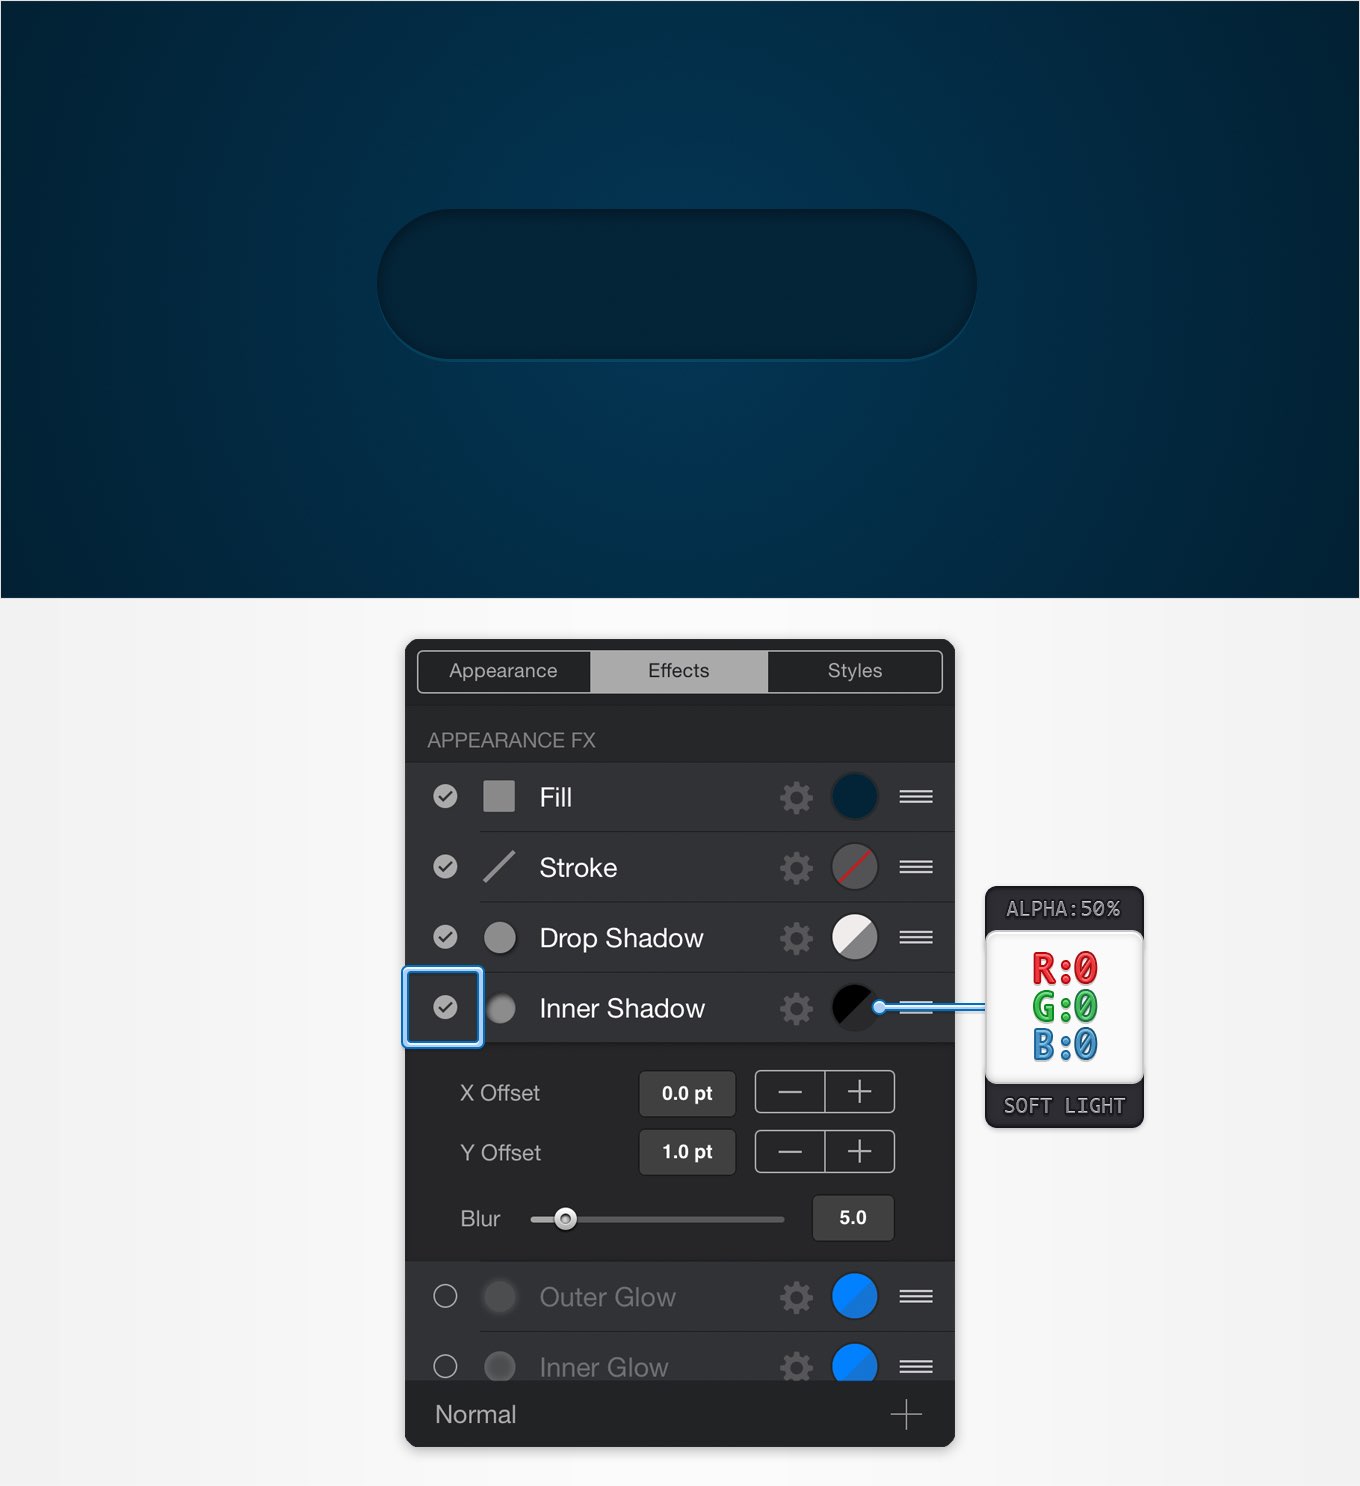 Appearance Effects Styles
APPEARANCE FX
Fill
Stroke
Drop Shadow
Inner Shadow
X Offset 0.0 pt
Y Offset 1.0 pt
Blur 5.0
Outer Glow
Inner Glow
Normal
ALPHA:50%
R:0
G:0
B:0
SOFT LIGHT